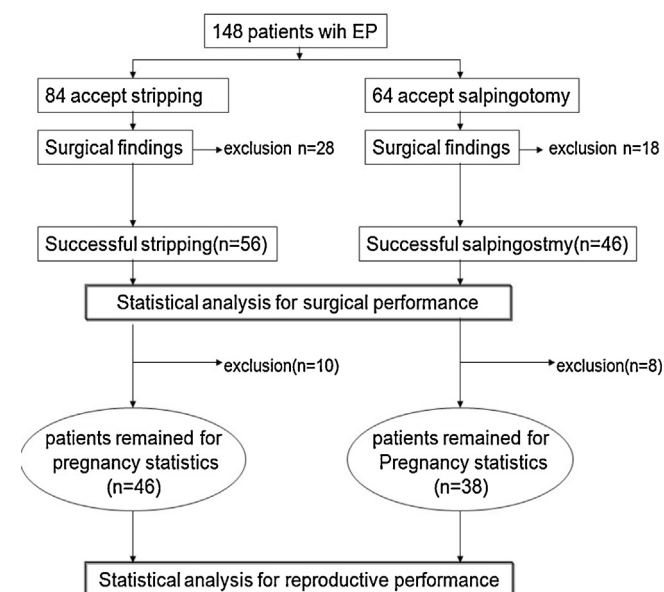 148 patients wih EP
84 accept stripping
64 accept salpingotomy
Surgical findings
exclusion n=28
Surgical findings
exclusion n=18
Successful stripping(n=56)
Successful salpingostmy(n=46)
Statistical analysis for surgical performance
exclusion(n=10)
exclusion(n=8)
patients remained for
pregnancy statistics
(n=46)
patients remained for
Pregnancy statistics
(n=38)
Statistical analysis for reproductive performance